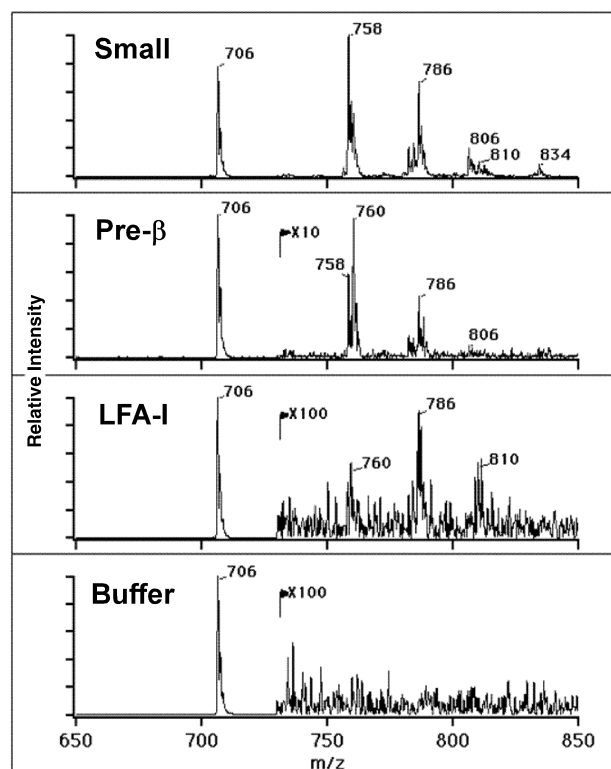 Relative Intensity
Small
706
758
786
806
810
834
Pre-β
706
X10
758
760
786
806
LFA-I
706
X100
760
786
810
Buffer
706
X100
650 700 750 800 850
m/z